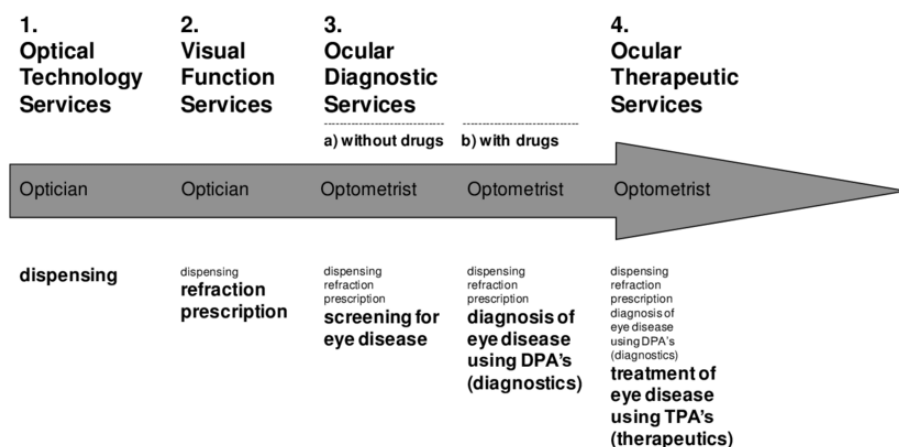 1.
Optical
Technology
Services
2.
Visual
Function
Services
3.
Ocular
Diagnostic
Services
a) without drugs
b) with drugs
4.
Ocular
Therapeutic
Services
Optician
Optician
Optometrist
Optometrist
Optometrist
dispensing
dispensing
refraction
prescription
dispensing
refraction
prescription
screening for
eye disease
dispensing
refraction
prescription
diagnosis of
eye disease
using DPA's
(diagnostics)
dispensing
refraction
prescription
diagnosis of
eye disease
using DPA's
(diagnostics)
treatment of
eye disease
using TPA's
(therapeutics)